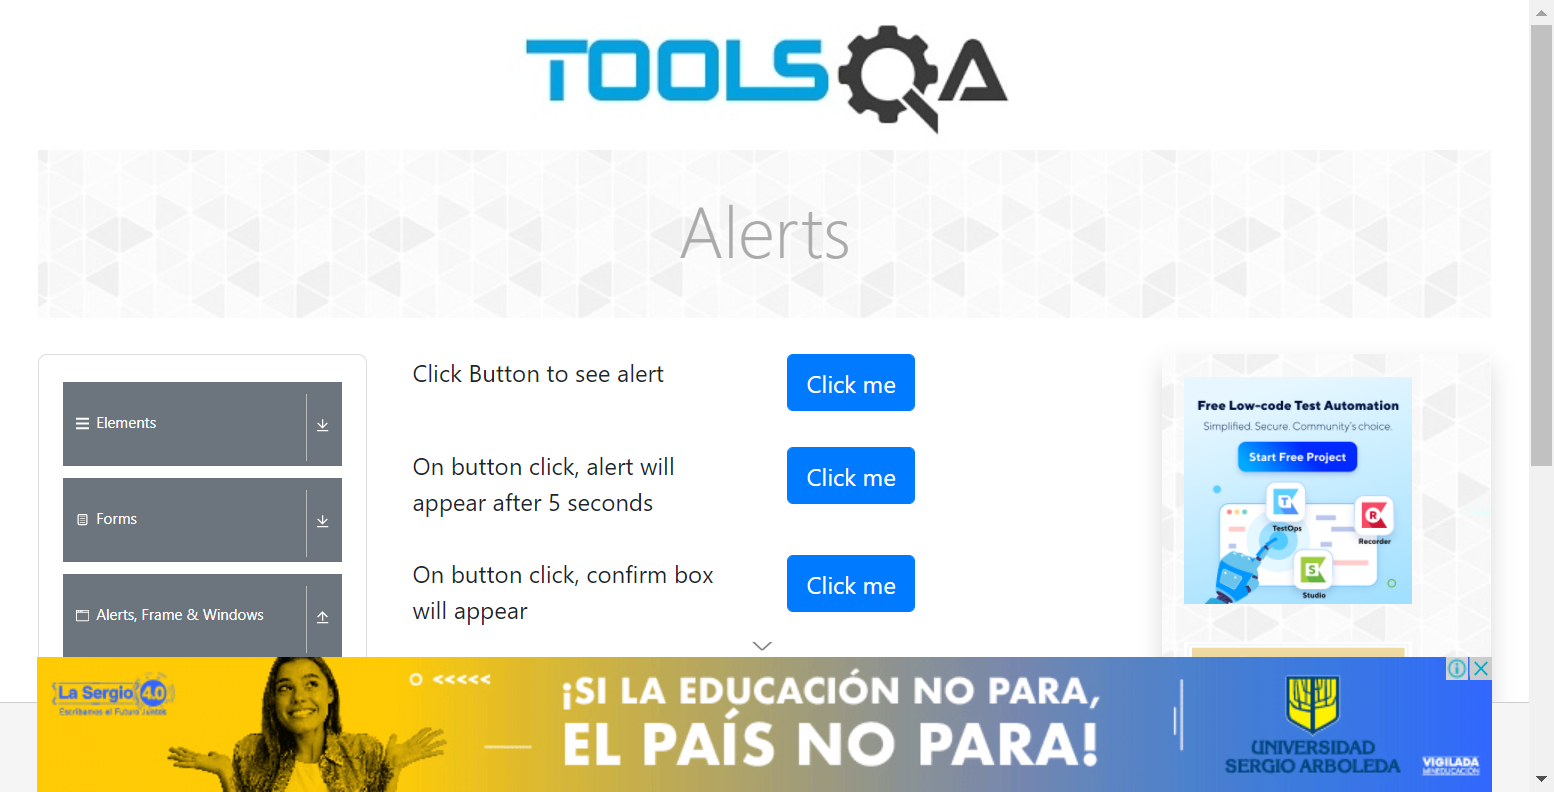 TOOLSQA
Alerts
Elements
Forms
Alerts, Frame & Windows
Click Button to see alert
Click me
On button click, alert will
appear after 5 seconds
Click me
On button click, confirm box
will appear
Click me
Free Low-code Test Automation
Simplified. Secure. Community's choice.
Start Free Project
TestOps
Recorder
Studio
La Sergio 4.0
Escribimos el Futuro Juntos
<<<<<
¡SI LA EDUCACIÓN NO PARA,
EL PAÍS NO PARA!
UNIVERSIDAD
SERGIO ARBOLEDA
VIGILADA
MINEDUCACIÓN